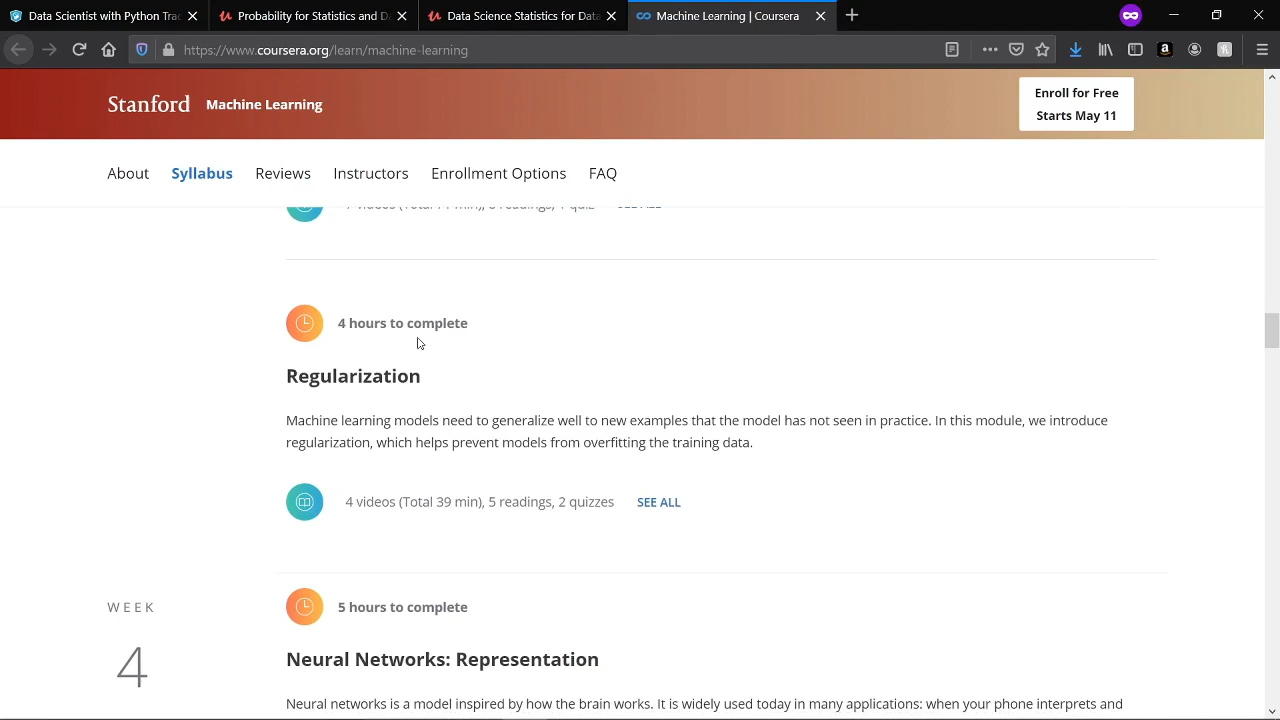 Data Scientist with Python Trac
Probability for Statistics and Da
Data Science Statistics for Data
Machine Learning | Coursera
https://www.coursera.org/learn/machine-learning
Stanford Machine Learning
Enroll for Free
Starts May 11
About Syllabus Reviews Instructors Enrollment Options FAQ
4 hours to complete
Regularization
Machine learning models need to generalize well to new examples that the model has not seen in practice. In this module, we introduce
regularization, which helps prevent models from overfitting the training data.
4 videos (Total 39 min), 5 readings, 2 quizzes SEE ALL
WEEK
4
5 hours to complete
Neural Networks: Representation
Neural networks is a model inspired by how the brain works. It is widely used today in many applications: when your phone interprets and